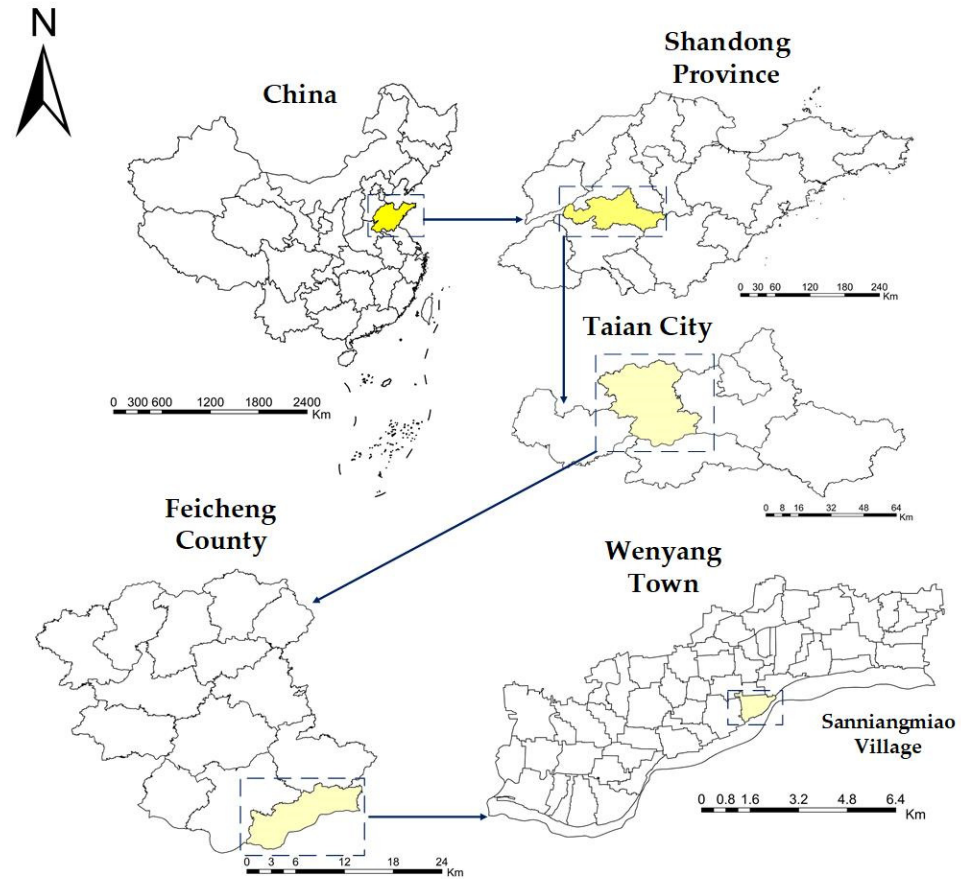 N
China
Shandong
Province
0 30 60 120 180 240
Km
Taian City
0 300 600 1200 1800 2400
Km
0 8 16 32 48 64
Km
Feicheng
County
Wenyang
Town
Sanniangmiao
Village
0 0.8 1.6 3.2 4.8 6.4
Km
0 3 6 12 18 24
Km